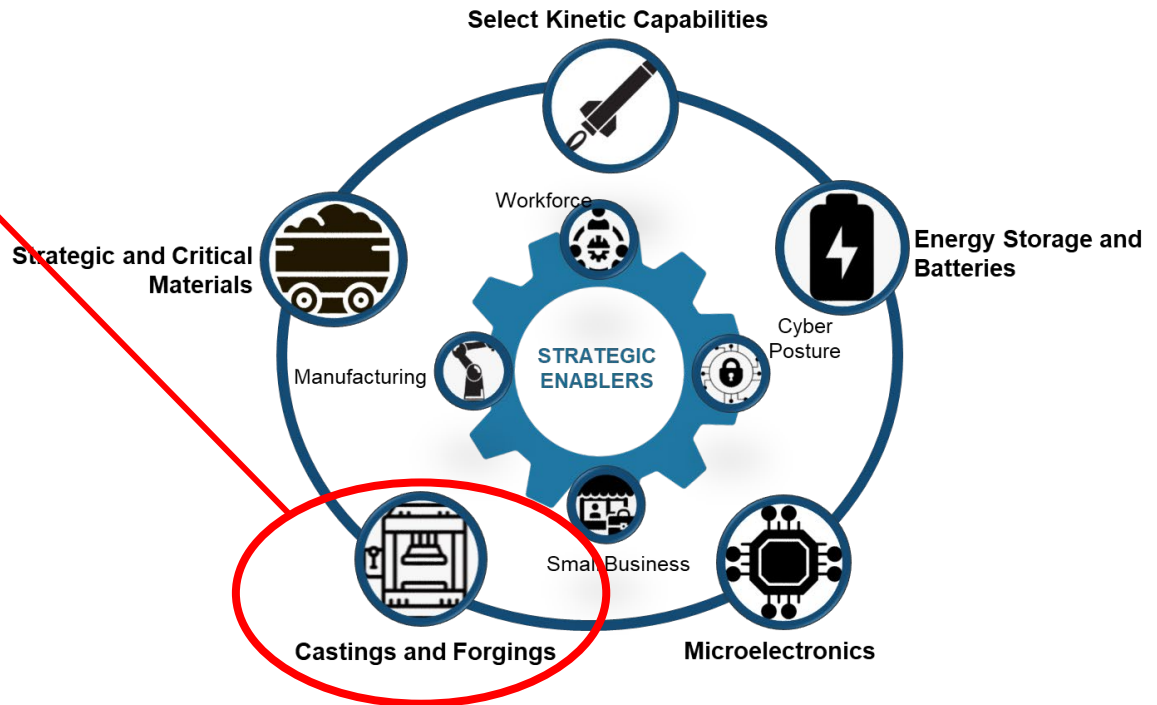 Select Kinetic Capabilities
Workforce
Strategic and Critical
Materials
Energy Storage and
Batteries
Cyber
Posture
STRATEGIC
ENABLERS
Manufacturing
Small Business
Castings and Forgings
Microelectronics